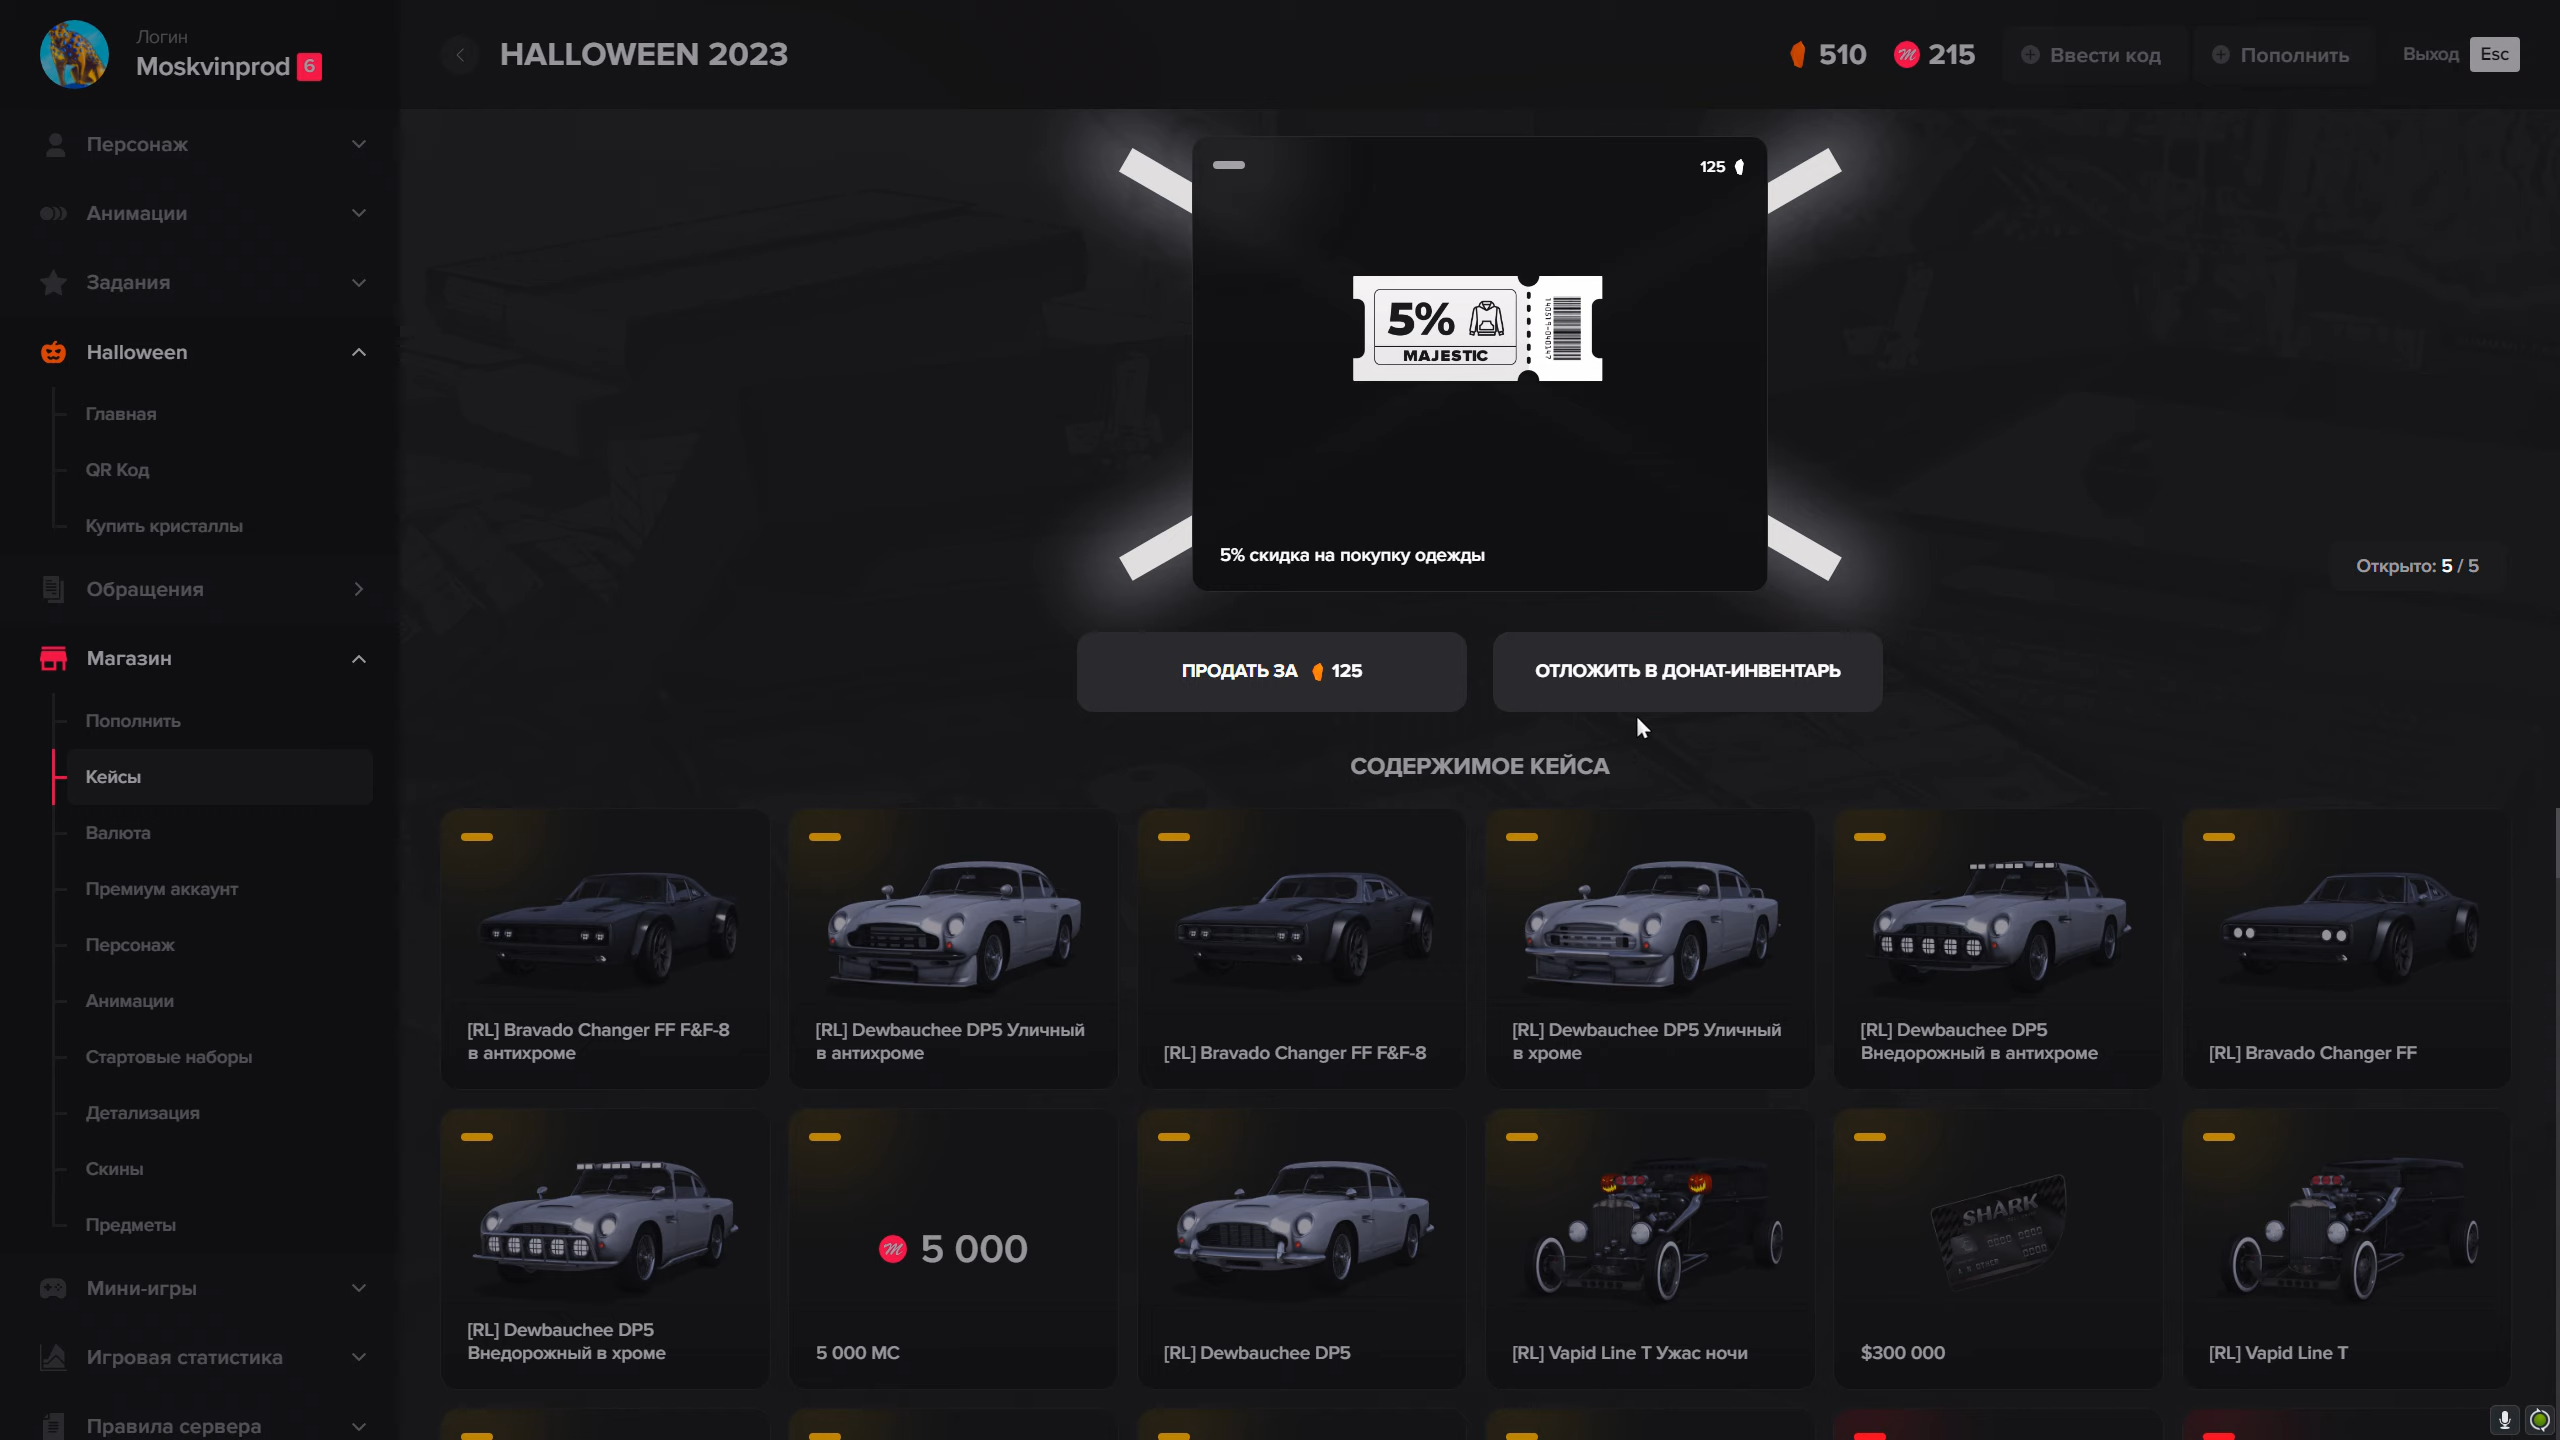 Логин
Moskvinprod 6
HALLOWEEN 2023
510
215
Ввести код
Пополнить
Выход
Esc
Персонаж
Анимации
Задания
Halloween
Главная
QR Код
Купить кристаллы
Обращения
Магазин
Пополнить
Кейсы
Валюта
Премиум аккаунт
Персонаж
Анимации
Стартовые наборы
Детализация
Скины
Предметы
Мини-игры
Игровая статистика
Правила сервера
125
5%
MAJESTIC
5% скидка на покупку одежды
Открыто: 5 / 5
ПРОДАТЬ ЗА 125
ОТЛОЖИТЬ В ДОНАТ-ИНВЕНТАРЬ
СОДЕРЖИМОЕ КЕЙСА
[RL] Bravado Changer FF F&F-8
в антихроме
[RL] Dewbauchee DP5 Уличный
в антихроме
[RL] Bravado Changer FF F&F-8
[RL] Dewbauchee DP5 Уличный
в хроме
[RL] Dewbauchee DP5
Внедорожный в антихроме
[RL] Bravado Changer FF
[RL] Dewbauchee DP5
Внедорожный в хроме
5 000
5 000 MC
[RL] Dewbauchee DP5
[RL] Vapid Line T Ужас ночи
SHARK
$300 000
[RL] Vapid Line T